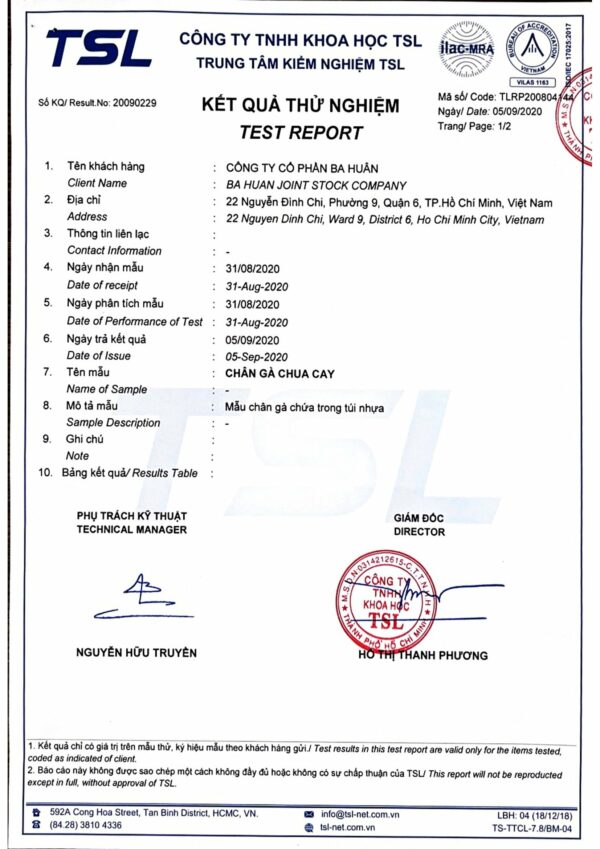 TSL
CÔNG TY TNHH KHOA HỌC TSL
TRUNG TÂM KIỂM NGHIỆM TSL
ilac-MRA
BUREAU OF ACCREDITATION
VIETNAM
VILAS 1163
ISO/IEC 17025:2017
Số KQ/ Result.No: 20090229
KẾT QUẢ THỬ NGHIỆM
TEST REPORT
Mã số/ Code:
Ngày/ Date: 05/09/2020
Trang/ Page: 1/2
1. Tên khách hàng : CÔNG TY CỔ PHẦN BA HUÂN
Client Name : BA HUAN JOINT STOCK COMPANY
2. Địa chỉ : 22 Nguyễn Đình Chi, Phường 9, Quận 6, TP.Hồ Chí Minh, Việt Nam
Address : 22 Nguyen Dinh Chi, Ward 9, District 6, Ho Chi Minh City, Vietnam
3. Thông tin liên lạc :
Contact Information : -
4. Ngày nhận mẫu : 31/08/2020
Date of receipt : 31-Aug-2020
5. Ngày phân tích mẫu : 31/08/2020
Date of Performance of Test : 31-Aug-2020
6. Ngày trả kết quả : 05/09/2020
Date of Issue : 05-Sep-2020
7. Tên mẫu : CHÂN GÀ CHUA CAY
Name of Sample : -
8. Mô tả mẫu : Mẫu chân gà chứa trong túi nhựa
Sample Description : -
9. Ghi chú :
Note :
10. Bảng kết quả/ Results Table :
TSL
PHỤ TRÁCH KỸ THUẬT
TECHNICAL MANAGER
GIÁM ĐỐC
DIRECTOR
M.S.D.N 0314212615-C.T.T.N.H.H
CÔNG TY
TNHH
KHOA HỌC
TSL
THÀNH PHỐ HỒ CHÍ MINH
NGUYỄN HỮU TRUYỀN
HỒ THỊ THANH PHƯƠNG
1. Kết quả chỉ có giá trị trên mẫu thử, ký hiệu mẫu theo khách hàng gửi./ Test results in this test report are valid only for the items tested,
coded as indicated of client.
2. Báo cáo này không được sao chép một cách không đầy đủ hoặc không có sự chấp thuận của TSL/ This report will not be reproduced
except in full, without approval of TSL.
592A Cong Hoa Street, Tan Binh District, HCMC, VN.
(84.28) 3810 4336
info@tsl-net.com.vn
tsl-net.com.vn
LBH: 04 (18/12/18)
TS-TTCL-7.8/BM-04